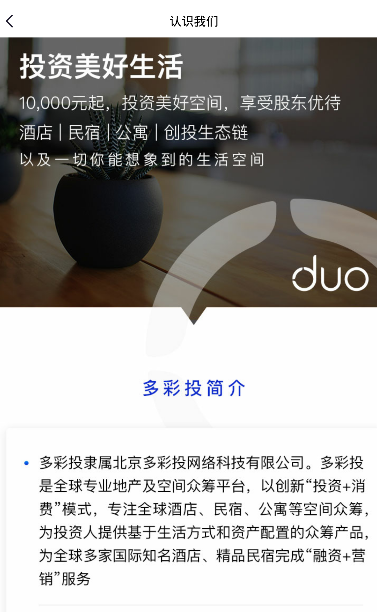 认识我们
投资美好生活
10,000元起，投资美好空间，享受股东优待
酒店 | 民宿 | 公寓 | 创投生态链
以及一切你能想象到的生活空间
duo
多彩投简介
多彩投隶属北京多彩投网络科技有限公司。多彩投
是全球专业地产及空间众筹平台，以创新“投资+消
费”模式，专注全球酒店、民宿、公寓等空间众筹，
为投资人提供基于生活方式和资产配置的众筹产品，
为全球多家国际知名酒店、精品民宿完成“融资+营
销”服务